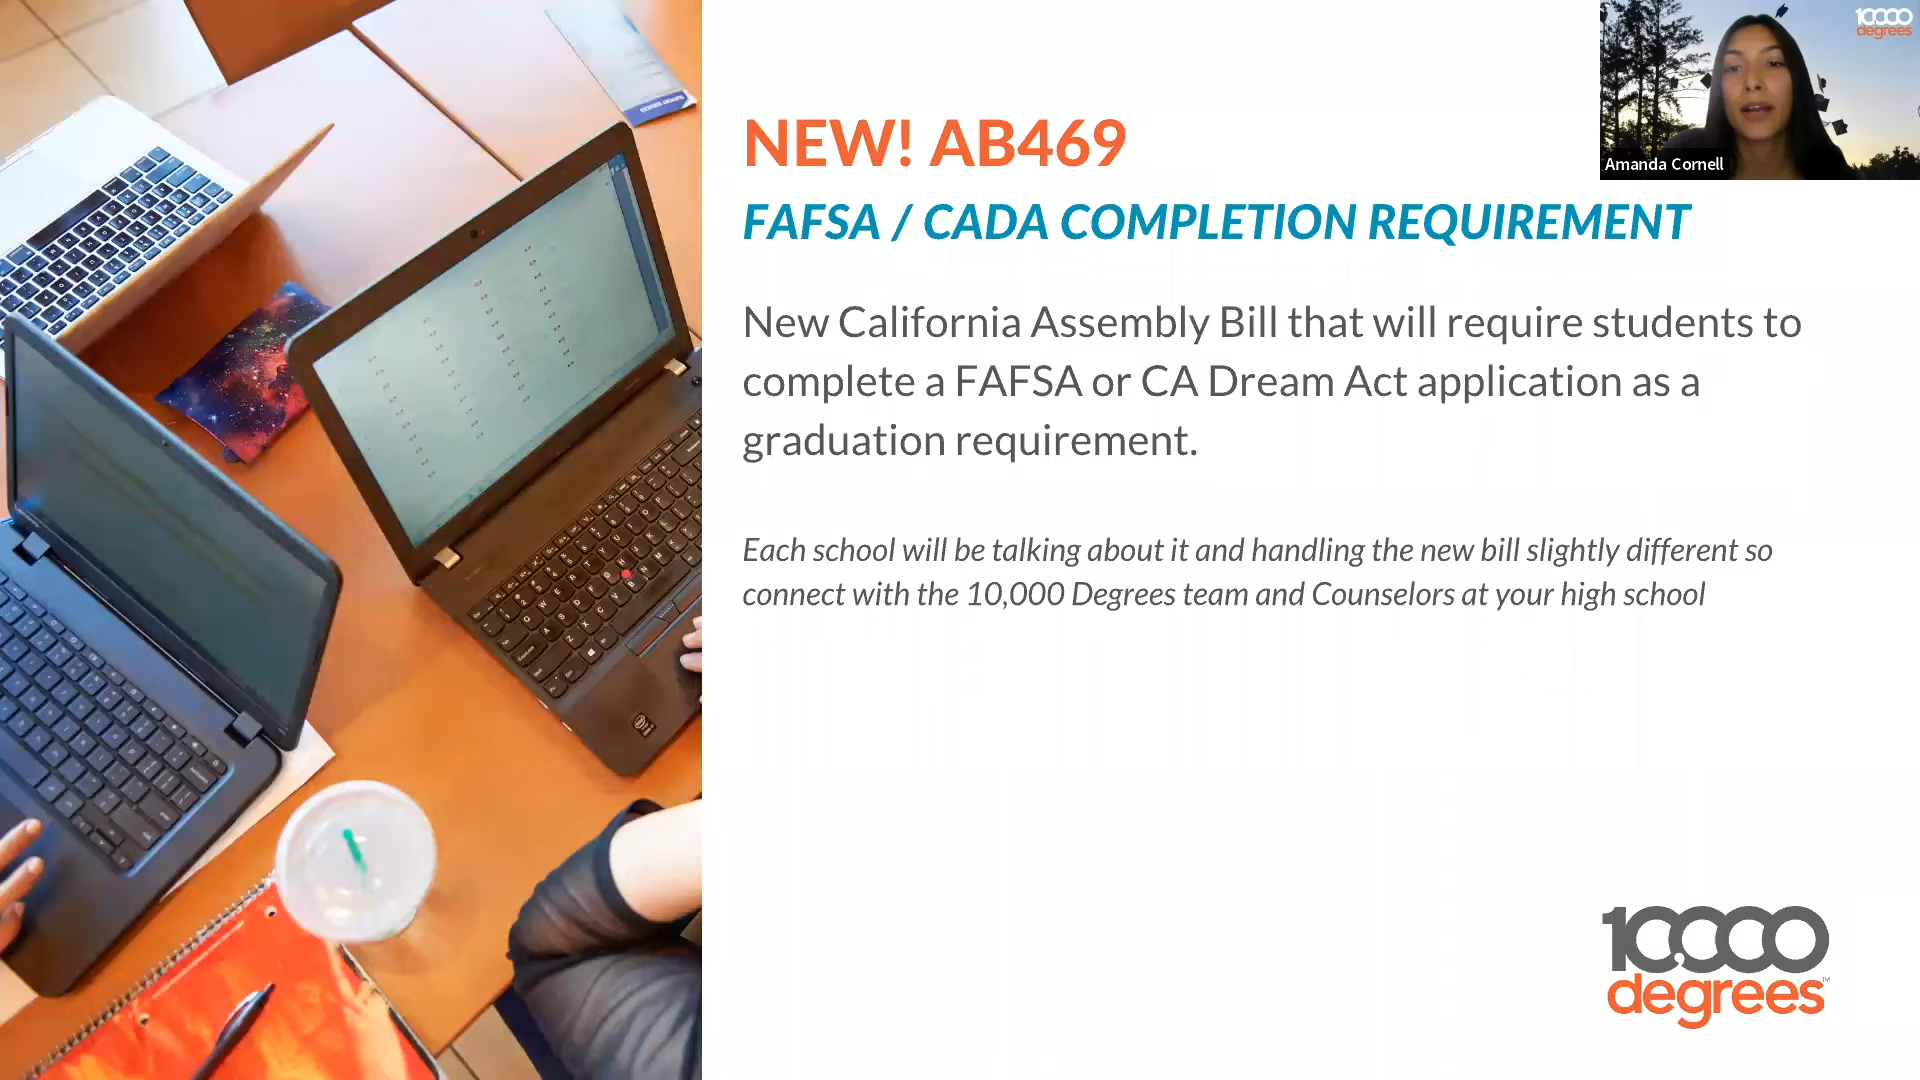 10000
degrees
Amanda Cornell
NEW! AB469
FAFSA / CADA COMPLETION REQUIREMENT
New California Assembly Bill that will require students to
complete a FAFSA or CA Dream Act application as a
graduation requirement.
Each school will be talking about it and handling the new bill slightly different so
connect with the 10,000 Degrees team and Counselors at your high school
10,000
degrees™